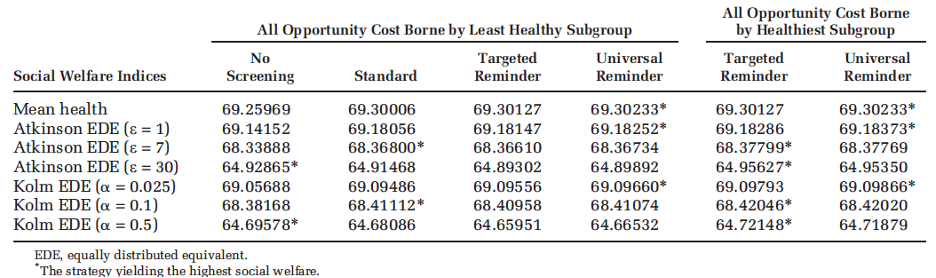 All Opportunity Cost Borne by Least Healthy Subgroup All Opportunity Cost Borne by Healthiest Subgroup
Social Welfare Indices No Screening Standard Targeted Reminder Universal Reminder Targeted Reminder Universal Reminder
Mean health 69.25969 69.30006 69.30127 69.30233* 69.30127 69.30233*
Atkinson EDE (ε = 1) 69.14152 69.18056 69.18147 69.18252* 69.18286 69.18373*
Atkinson EDE (ε = 7) 68.33888 68.36800* 68.36610 68.36734 68.37799* 68.37769
Atkinson EDE (ε = 30) 64.92865* 64.91468 64.89302 64.89892 64.95627* 64.95350
Kolm EDE (α = 0.025) 69.05688 69.09486 69.09556 69.09660* 69.09793 69.09866*
Kolm EDE (α = 0.1) 68.38168 68.41112* 68.40958 68.41074 68.42046* 68.42020
Kolm EDE (α = 0.5) 64.69578* 64.68086 64.65951 64.66532 64.72148* 64.71879
EDE, equally distributed equivalent.
*The strategy yielding the highest social welfare.